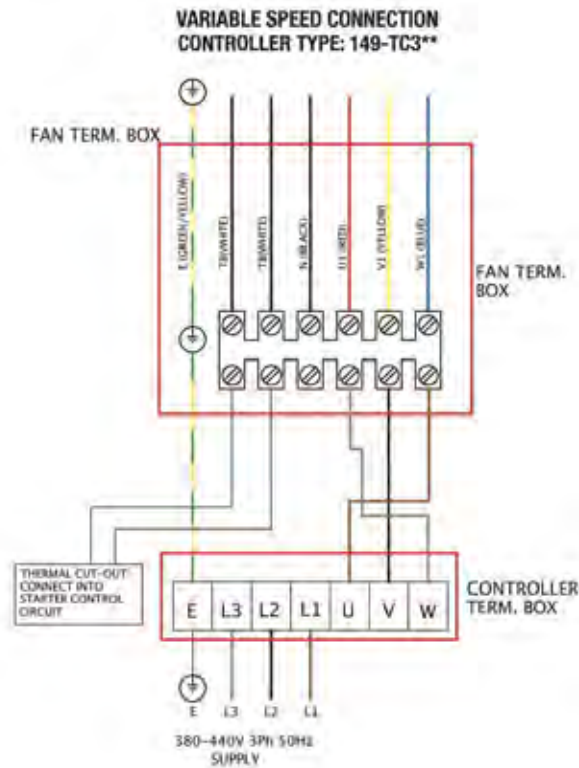 VARIABLE SPEED CONNECTION
CONTROLLER TYPE: 149-TC3**
FAN TERM. BOX
E (GREEN/YELLOW)
TB(WHITE)
TB(WHITE)
N (BLACK)
U1 (RED)
V1 (YELLOW)
W1 (BLUE)
FAN TERM.
BOX
THERMAL CUT-OUT
CONNECT INTO
STARTER CONTROL
CIRCUIT
E L3 L2 L1 U V W
CONTROLLER
TERM. BOX
E L3 L2 L1
380-440V 3Ph 50Hz
SUPPLY